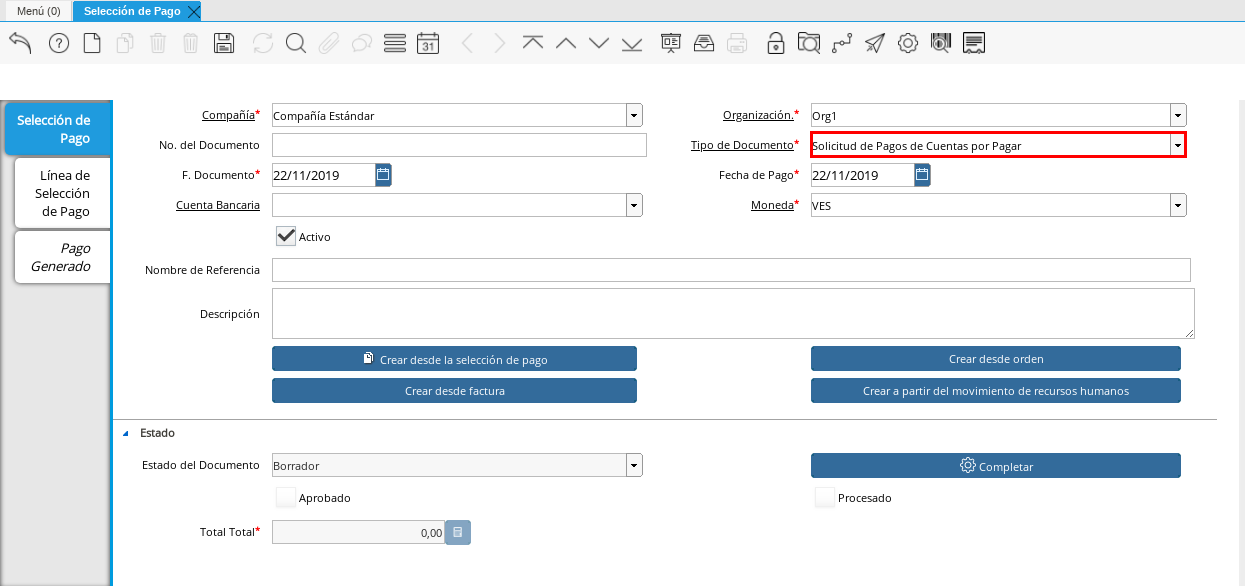 Menú (0)
Selección de Pago
31
Selección de
Pago
Línea de
Selección
de Pago
Pago
Generado
Compañía* Compañía Estándar Organización.* Org1
No. del Documento Tipo de Documento* Solicitud de Pagos de Cuentas por Pagar
F. Documento* 22/11/2019 Fecha de Pago* 22/11/2019
Cuenta Bancaria Moneda* VES
Activo
Nombre de Referencia
Descripción
Crear desde la selección de pago Crear desde orden
Crear desde factura Crear a partir del movimiento de recursos humanos
Estado
Estado del Documento Borrador Completar
Aprobado Procesado
Total Total* 0,00